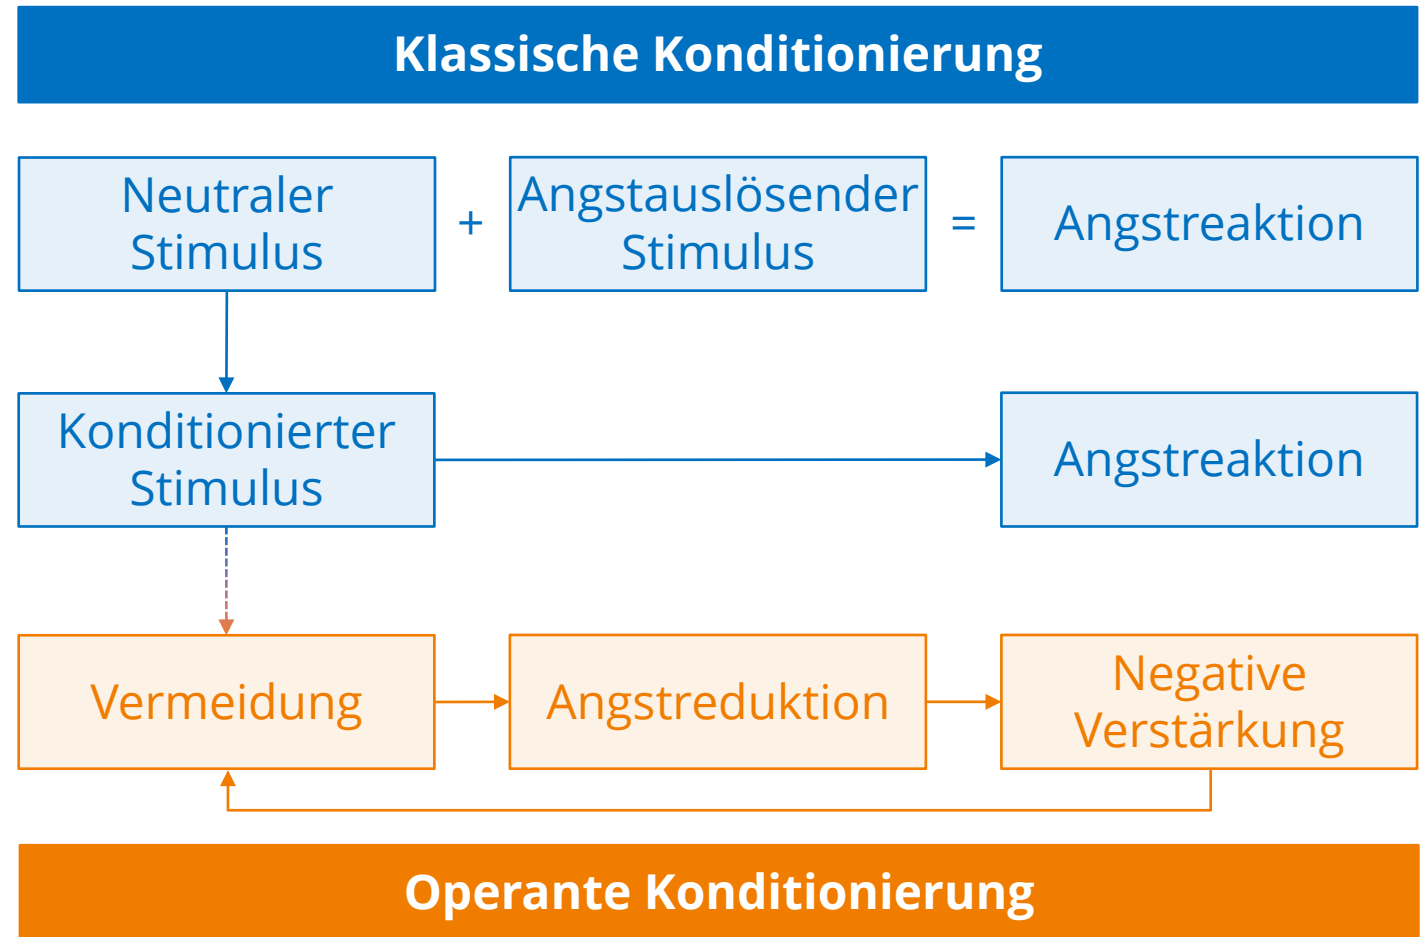 Klassische Konditionierung
Neutraler
Stimulus
+
Angstauslösender
Stimulus
=
Angstreaktion
Konditionierter
Stimulus
Angstreaktion
Vermeidung
Angstreduktion
Negative
Verstärkung
Operante Konditionierung